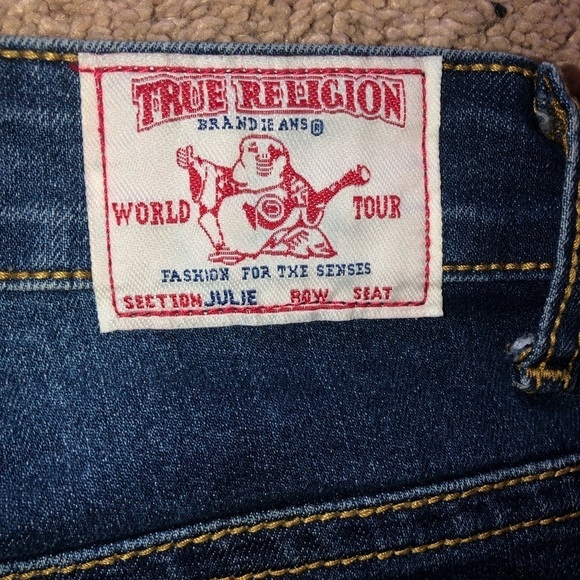 TRUE RELIGION
BRAND JEANS®
WORLD TOUR
FASHION FOR THE SENSES
SECTION JULIE ROW SEAT